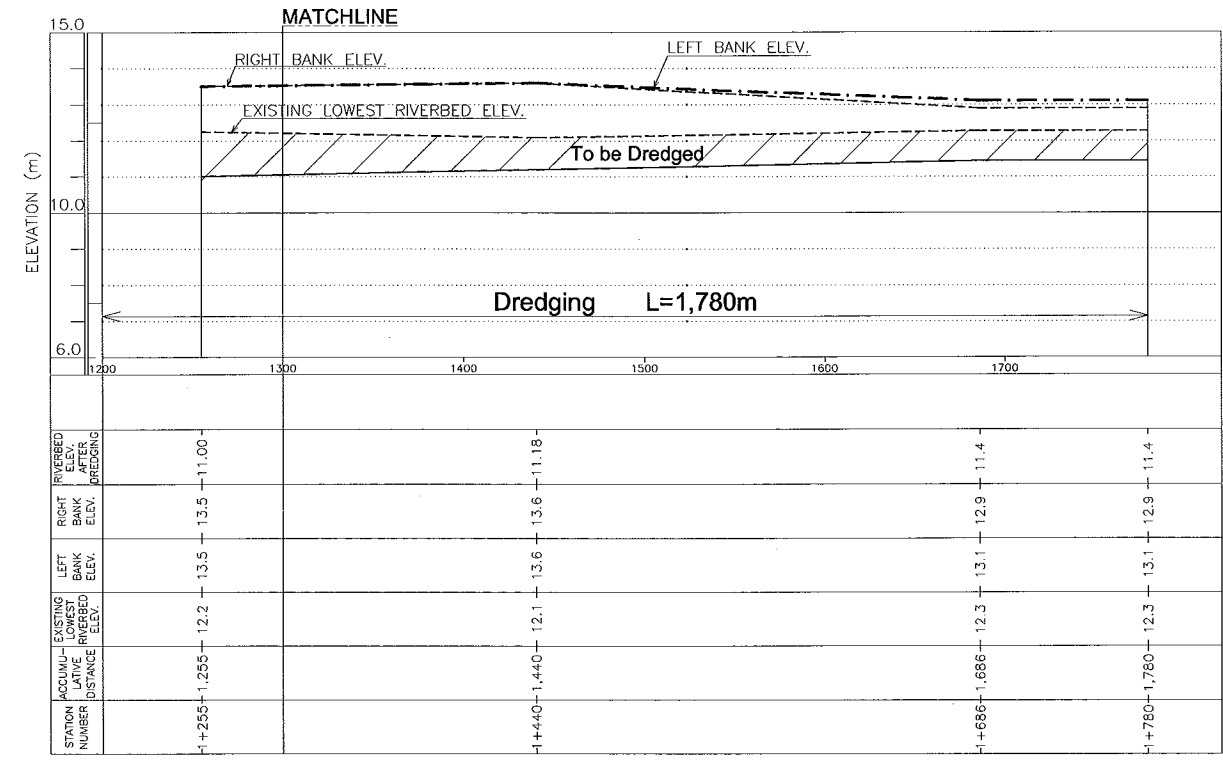 MATCHLINE
15.0
RIGHT BANK ELEV.
LEFT BANK ELEV.
EXISTING LOWEST RIVERBED ELEV.
To be Dredged
ELEVATION (m)
10.0
Dredging L=1,780m
6.0
1200 1300 1400 1500 1600 1700
RIVERBED
ELEV.
AFTER
DREDGING
11.00 11.18 11.4 11.4
RIGHT
BANK
ELEV.
13.5 13.6 12.9 12.9
LEFT
BANK
ELEV.
13.5 13.6 13.1 13.1
EXISTING
LOWEST
RIVERBED
ELEV.
12.2 12.1 12.3 12.3
ACCUMU-
LATIVE
DISTANCE
1,255 1,440 1,686 1,780
STATION
NUMBER
1+255 1+440 1+686 1+780